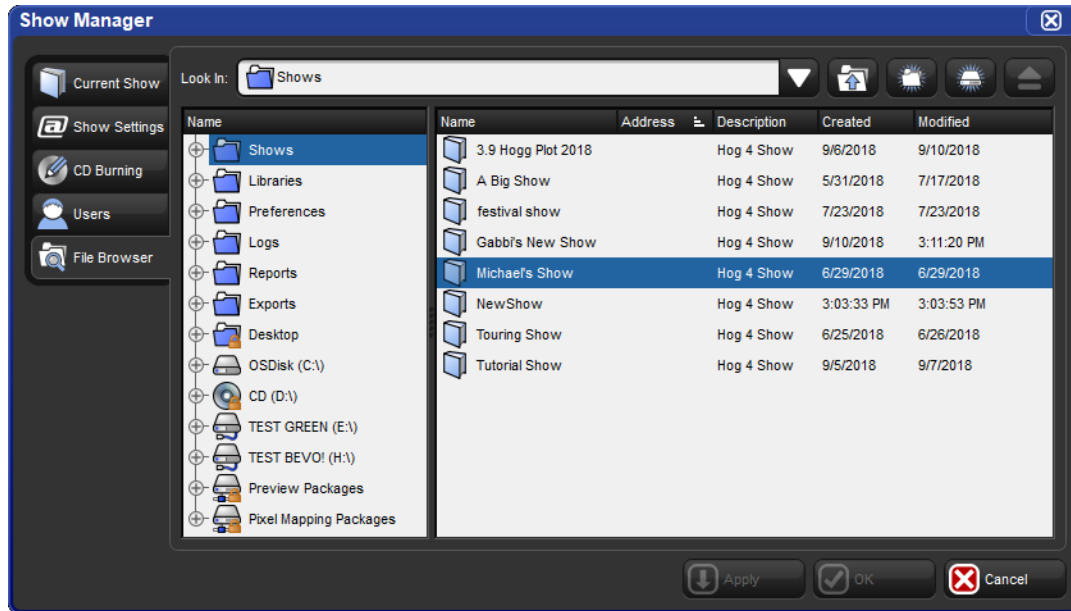 Show Manager
Current Show
Show Settings
CD Burning
Users
File Browser
Look In: Shows
Name
Shows
Libraries
Preferences
Logs
Reports
Exports
Desktop
OSDisk (C:\)
CD (D:\)
TEST GREEN (E:\)
TEST BEVO! (H:\)
Preview Packages
Pixel Mapping Packages
Name Address Description Created Modified
3.9 Hogg Plot 2018 Hog 4 Show 9/6/2018 9/10/2018
A Big Show Hog 4 Show 5/31/2018 7/17/2018
festival show Hog 4 Show 7/23/2018 7/23/2018
Gabbi's New Show Hog 4 Show 9/10/2018 3:11:20 PM
Michael's Show Hog 4 Show 6/29/2018 6/29/2018
NewShow Hog 4 Show 3:03:33 PM 3:03:53 PM
Touring Show Hog 4 Show 6/25/2018 6/26/2018
Tutorial Show Hog 4 Show 9/5/2018 9/7/2018
Apply OK Cancel